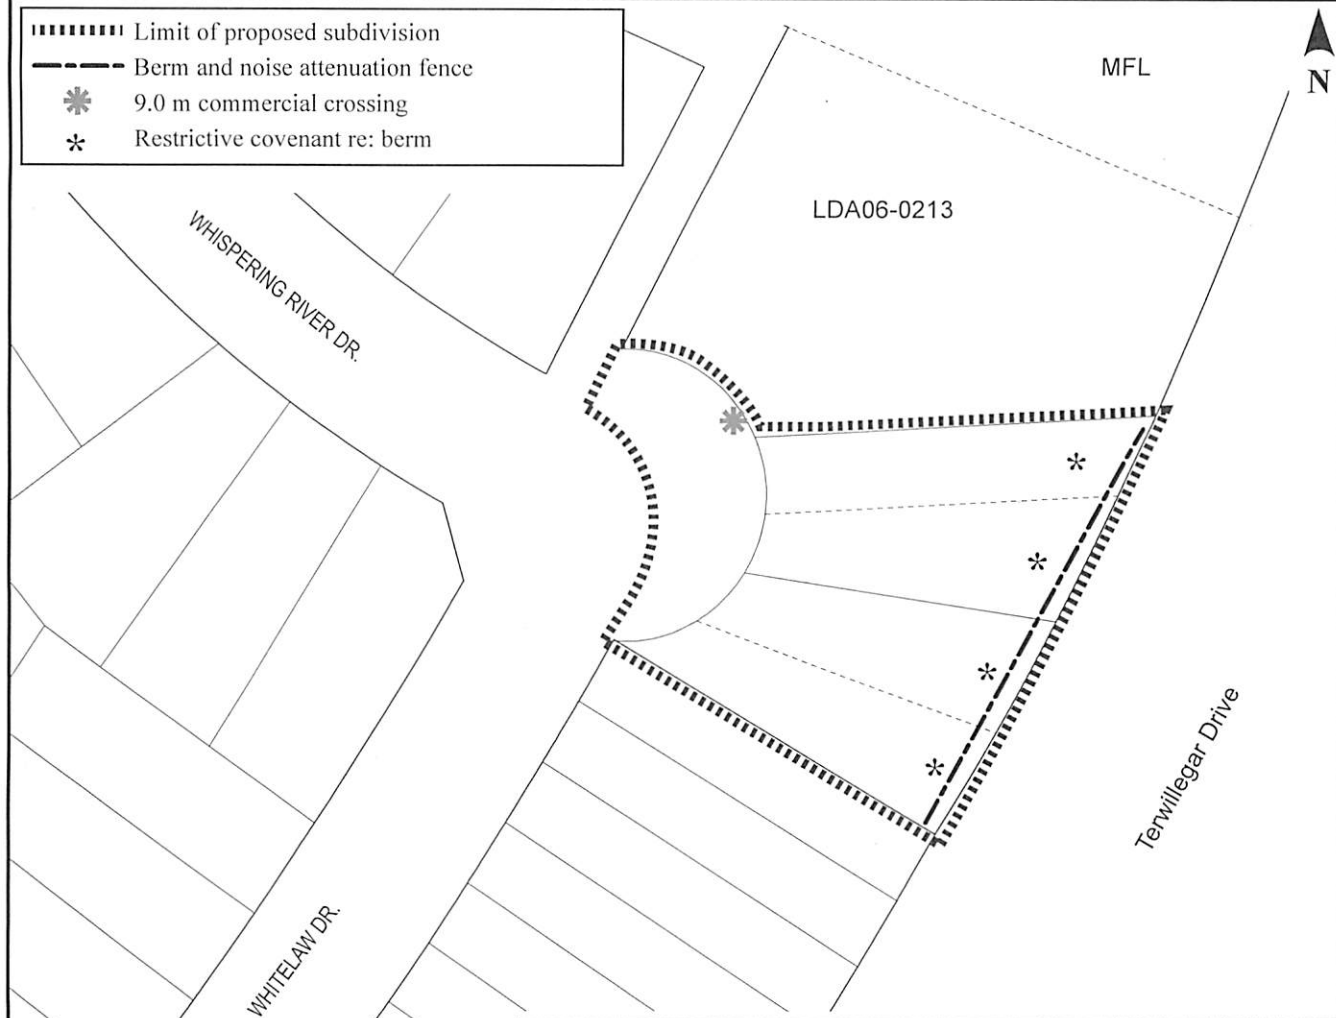 Limit of proposed subdivision
Berm and noise attenuation fence
9.0 m commercial crossing
Restrictive covenant re: berm
N
MFL
LDA06-0213
WHISPERING RIVER DR.
Terwillegar Drive
WHITELAW DR.